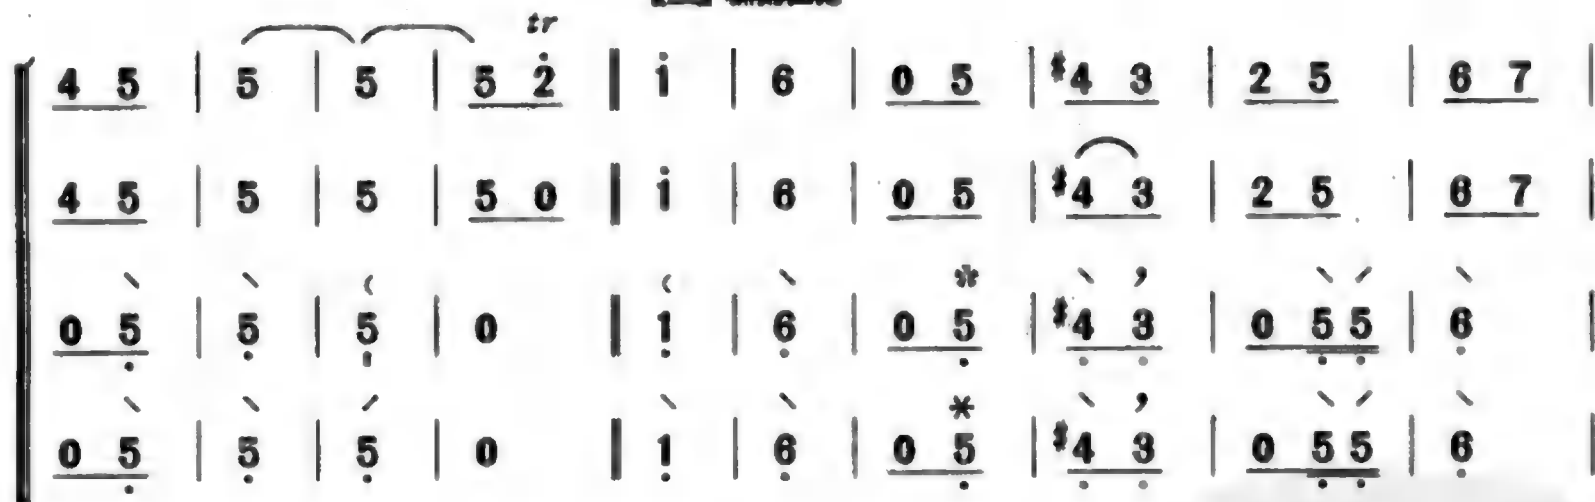 tr
4 5 | 5 | 5 | 5 2̇ ‖ 1̇ | 6 | 0 5 | #4 3 | 2 5 | 6 7 |
4 5 | 5 | 5 | 5 0 ‖ 1̇ | 6 | 0 5 | #4 3 | 2 5 | 6 7 |
0 5̣ | 5̣ | 5̣ | 0 ‖ 1̣ | 6̣ | 0 5̣ | #4̣ 3̣ | 0 5̣ 5̣ | 6̣ |
0 5̣ | 5̣ | 5̣ | 0 ‖ 1̣ | 6̣ | 0 5̣ | #4̣ 3̣ | 0 5̣ 5̣ | 6̣ |